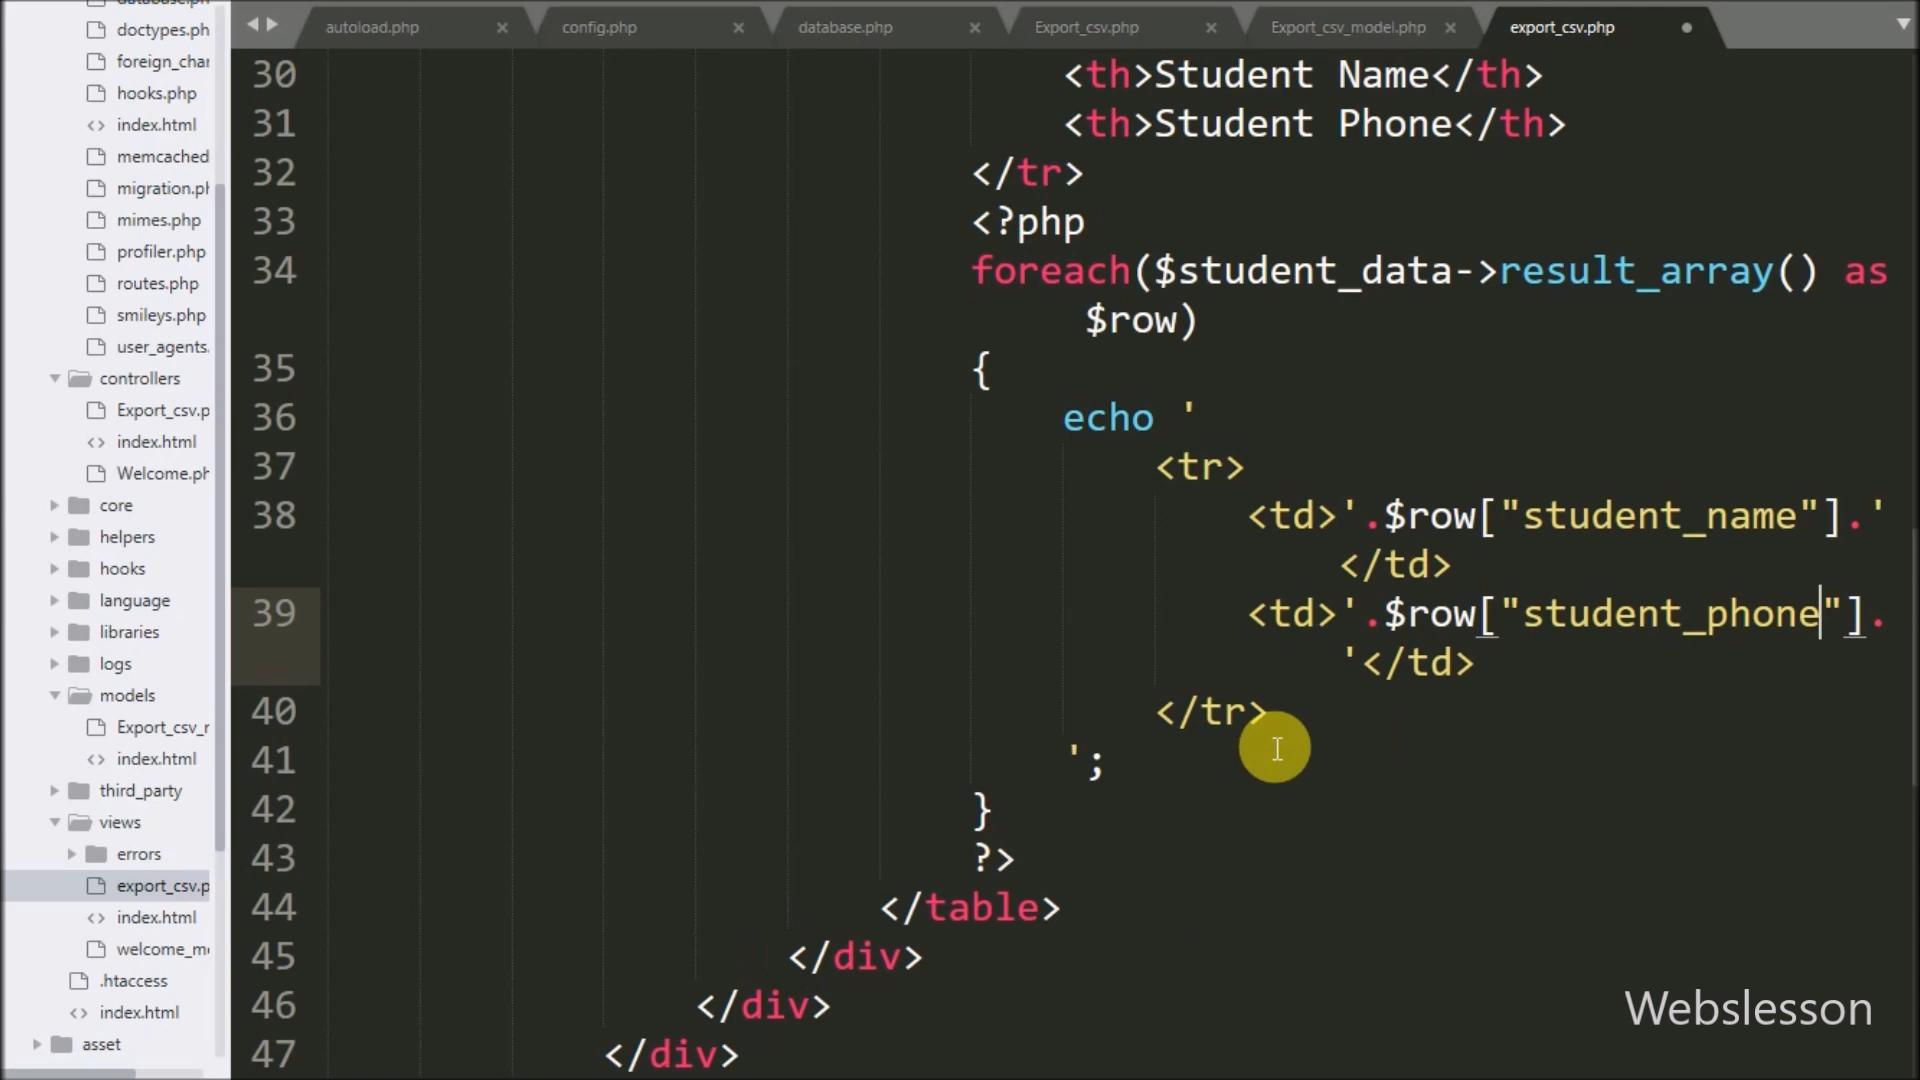 autoload.php
config.php
database.php
Export_csv.php
Export_csv_model.php
export_csv.php
doctypes.ph
foreign_char
hooks.php
index.html
memcached
migration.ph
mimes.php
profiler.php
routes.php
smileys.php
user_agents.
controllers
Export_csv.p
index.html
Welcome.ph
core
helpers
hooks
language
libraries
logs
models
Export_csv_r
index.html
third_party
views
errors
export_csv.p
index.html
welcome_me
.htaccess
index.html
asset
30 <th>Student Name</th>
31 <th>Student Phone</th>
32 </tr>
33 <?php
34 foreach($student_data->result_array() as
$row)
35 {
36 echo '
37 <tr>
38 <td>'.$row["student_name"].'
</td>
39 <td>'.$row["student_phone"].
'</td>
40 </tr>
41 ';
42 }
43 ?>
44 </table>
45 </div>
46 </div>
47 </div>
Webslesson